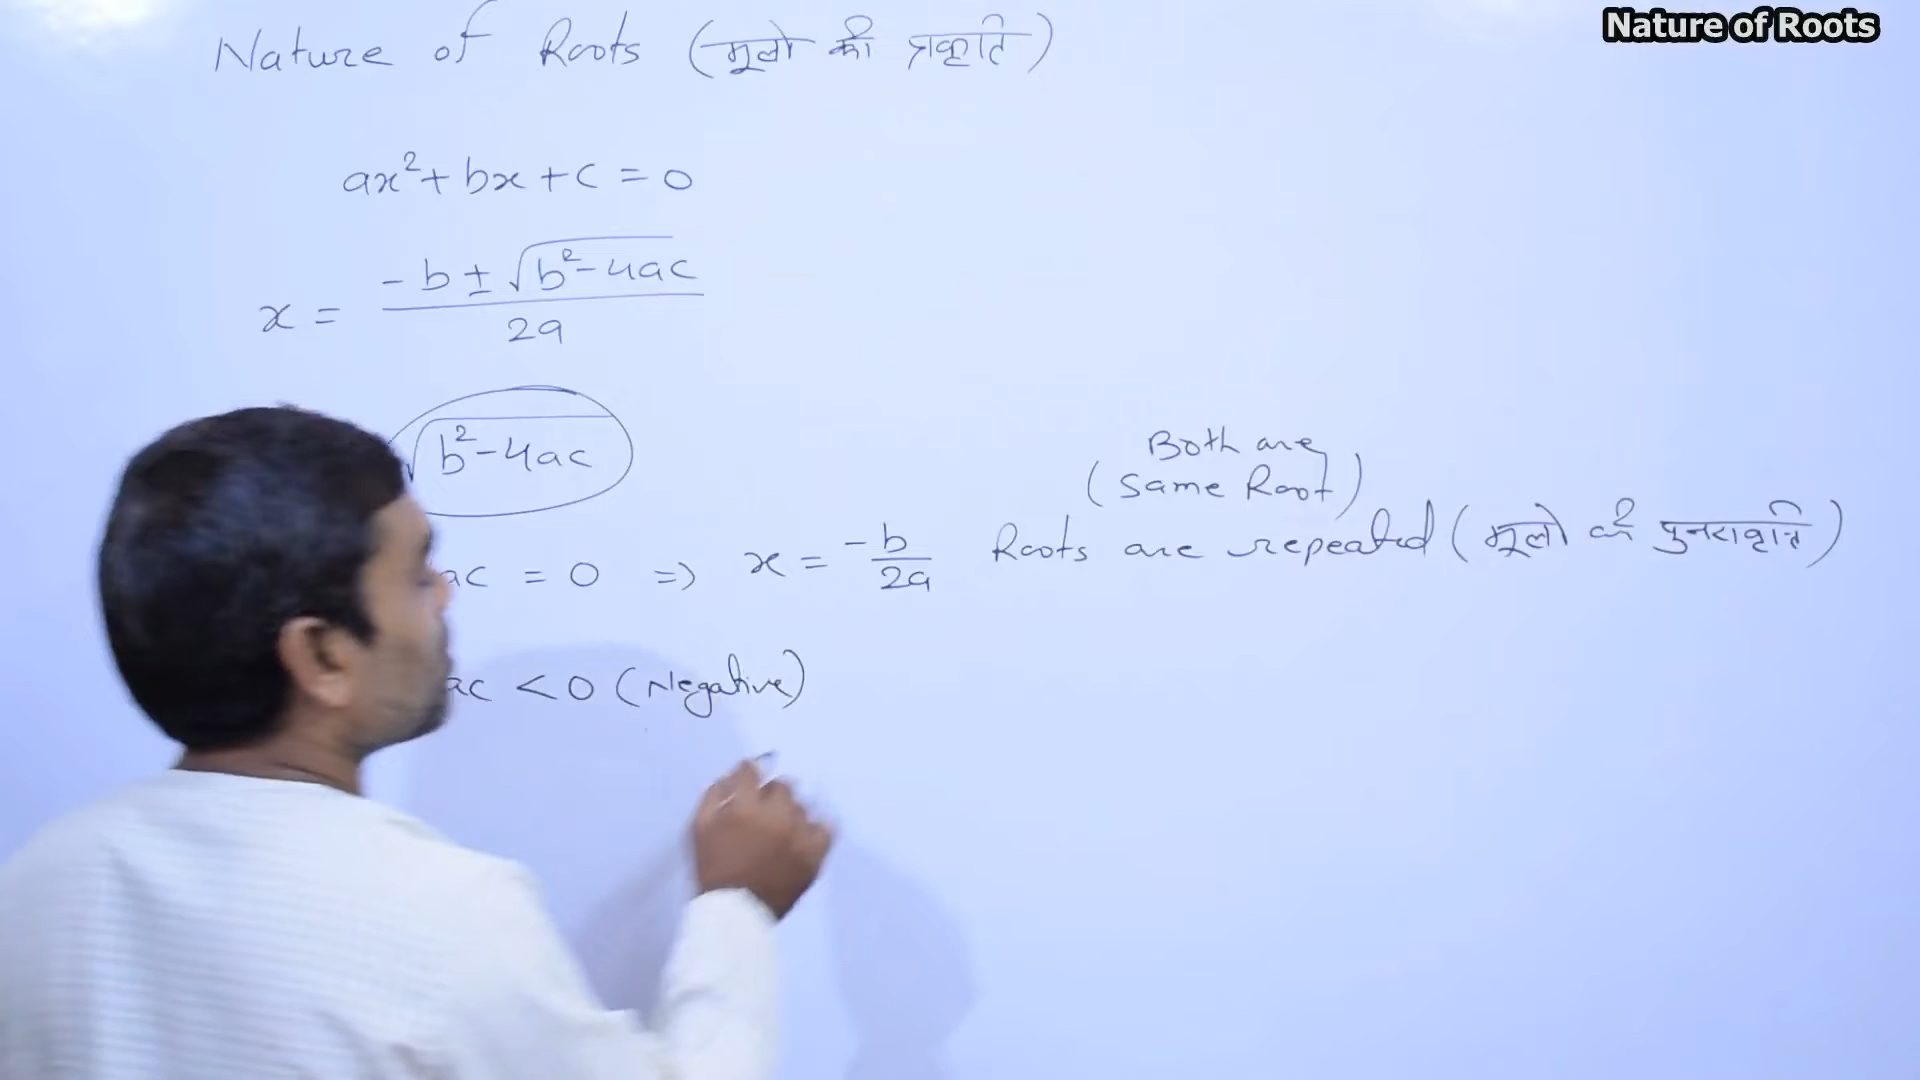 Nature of Roots
Nature of Roots (मूलो की प्रकृति)
ax²+ bx + c = 0
x = -b ± √b²-4ac / 2a
√b²-4ac
ac = 0 => x = -b / 2a
Both are
(Same Root)
Roots are repeated (मूलो की पुनरावृत्ति)
ac < 0 (Negative)